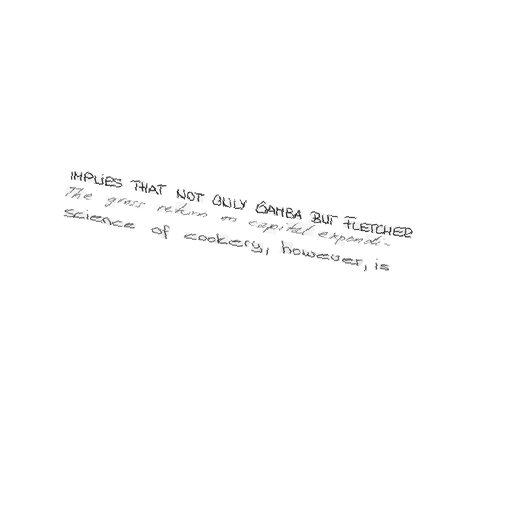 IMPLIES THAT NOT ONLY GAMBA BUT FLETCHER
The gross return on capital expendi-
science of cookery, however, is